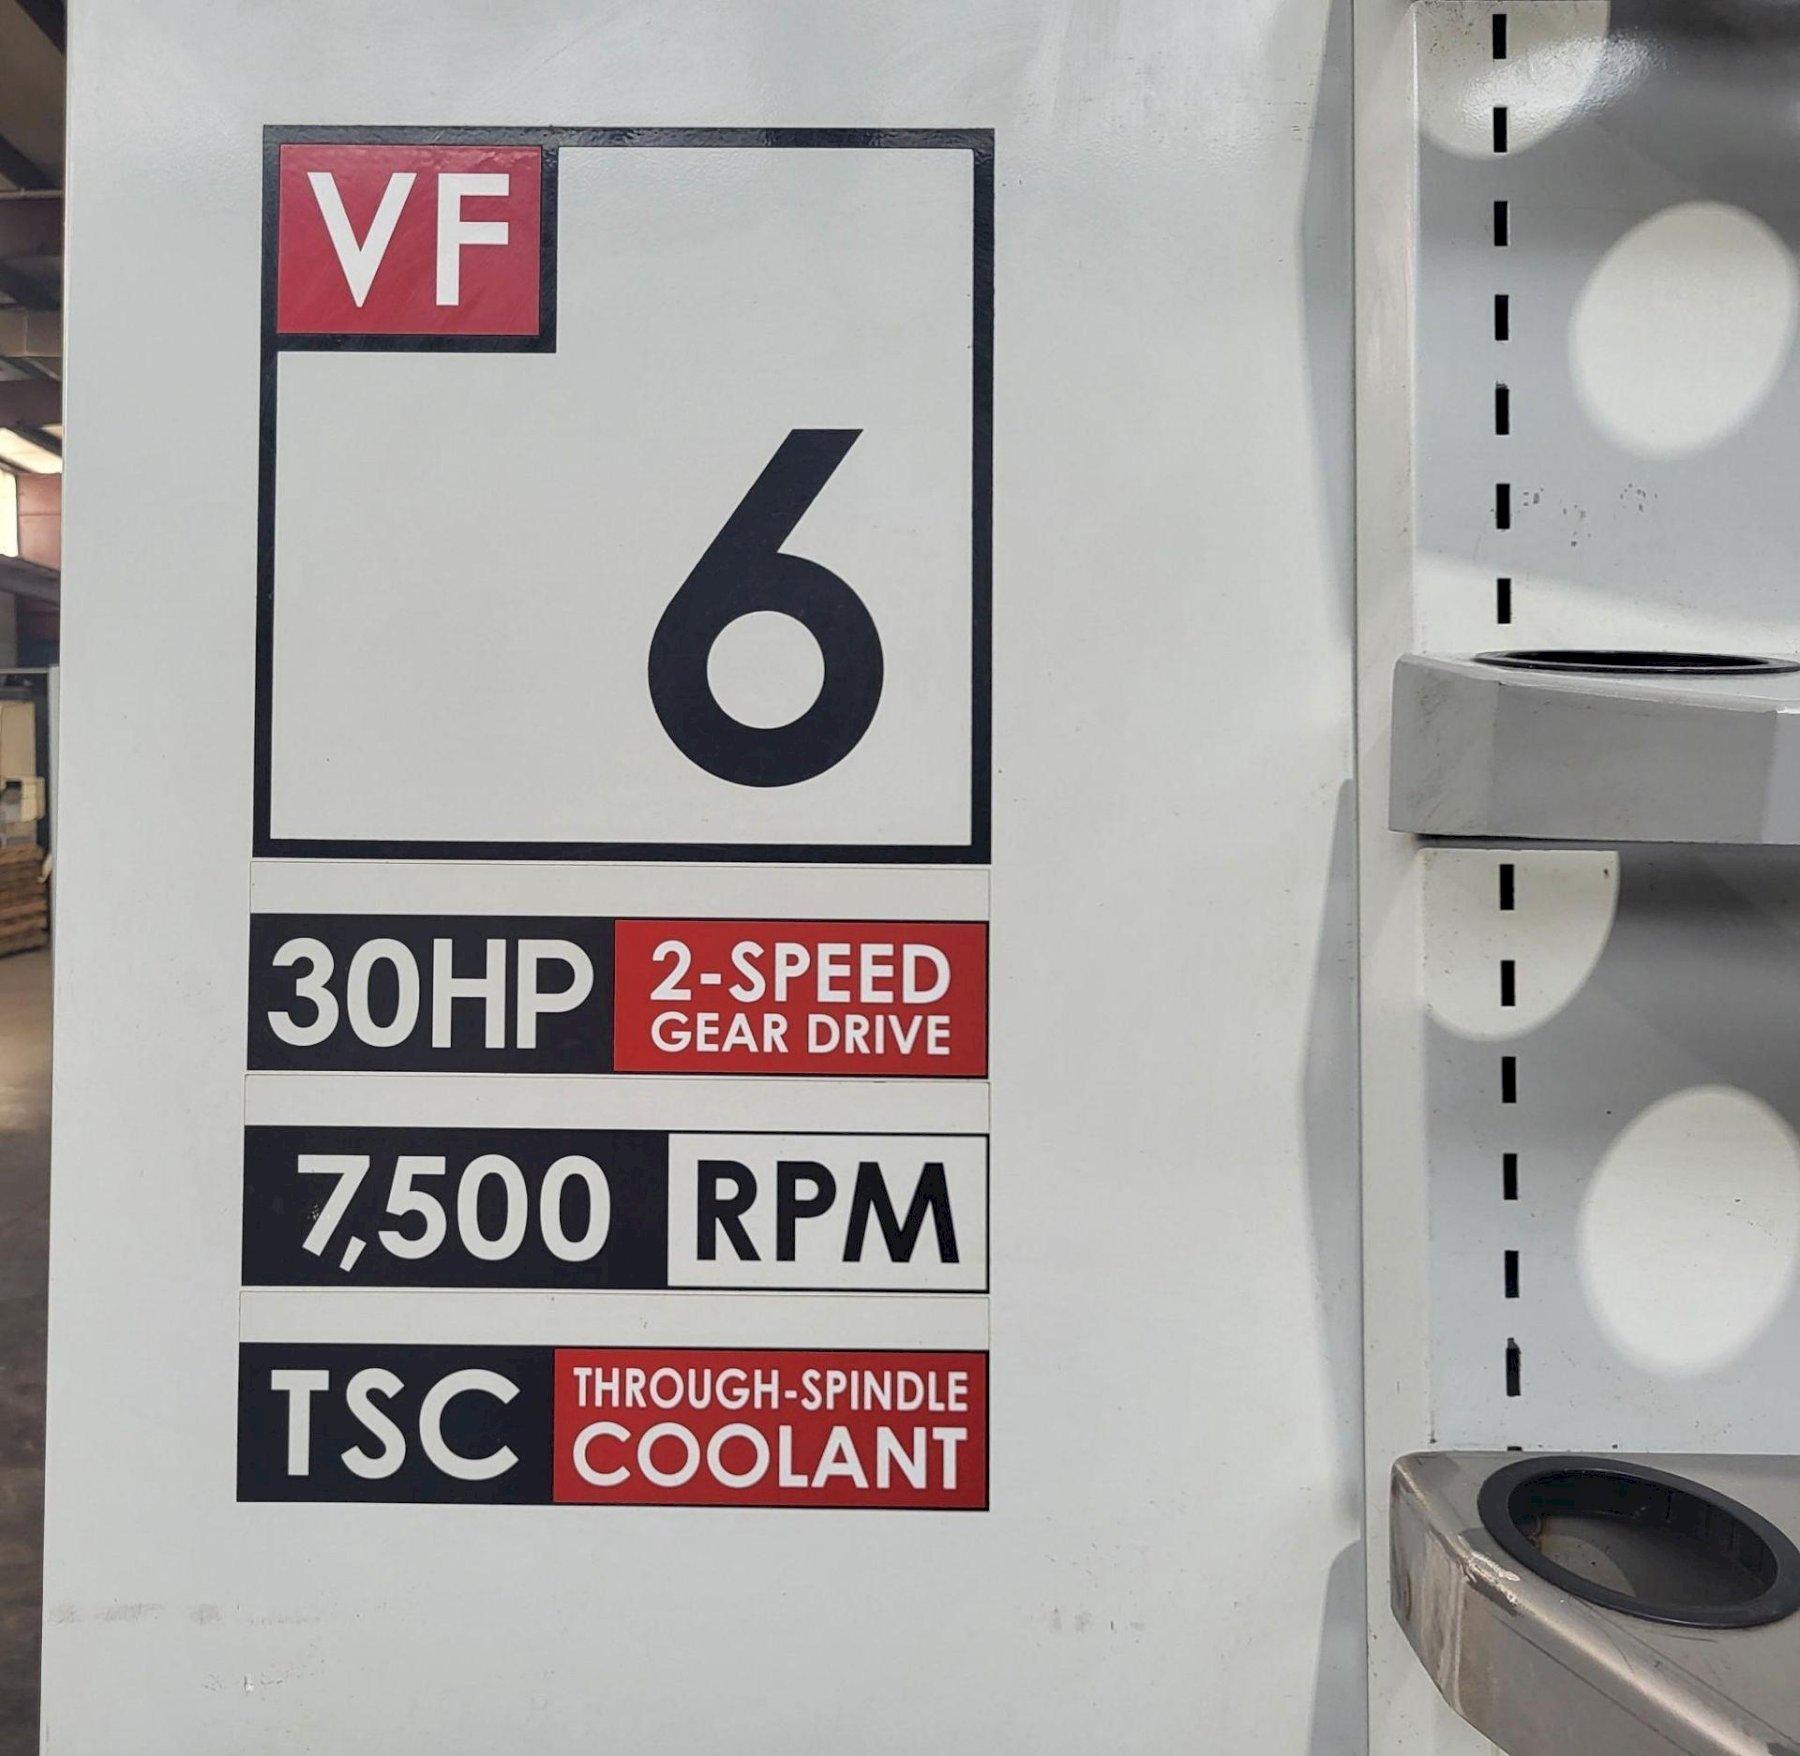 VF
6
30HP 2-SPEED
GEAR DRIVE
7,500 RPM
TSC THROUGH-SPINDLE
COOLANT